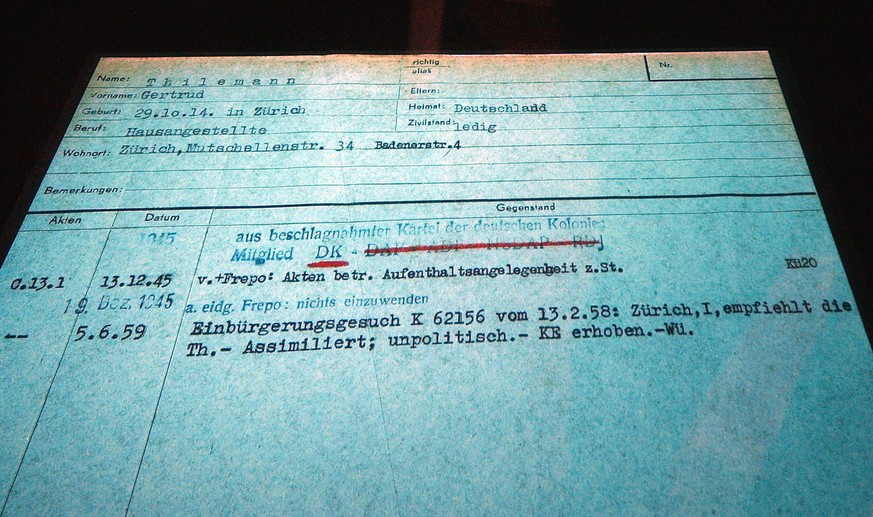 richtig
alias
Nr.
Name: Thilemann
Vorname: Gertrud
Eltern:
Geburt: 29.10.14. in Zürich
Heimat: Deutschland
Beruf: Hausangestellte
Zivilstand: ledig
Wohnort: Zürich, Mutschellenstr. 34 Badenerstr.4
Bemerkungen:
Akten Datum Gegenstand
1945 aus beschlagnahmter Kartei der deutschen Kolonie:
Mitglied DK - DAF - - NSDAP - RDJ
C.13.1 13.12.45 v.+Frepo: Akten betr. Aufenthaltsangelegenheit z.St.
19. Dez. 1945 a. eidg. Frepo: nichts einzuwenden
-- 5.6.59 Einbürgerungsgesuch K 62156 vom 13.2.58: Zürich,I,empfiehlt die
Th.- Assimiliert; unpolitisch.- KE erhoben.-Wü.